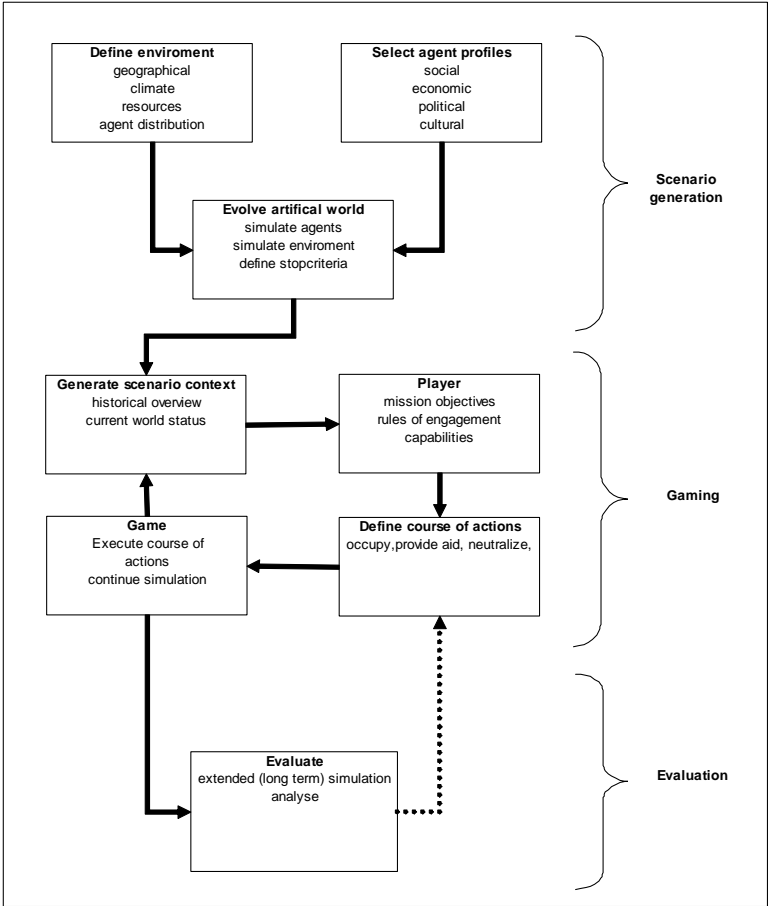 Define enviroment
geographical
climate
resources
agent distribution
Select agent profiles
social
economic
political
cultural
Scenario
generation
Evolve artifical world
simulate agents
simulate enviroment
define stopcriteria
Generate scenario context
historical overview
current world status
Player
mission objectives
rules of engagement
capabilities
Gaming
Game
Execute course of
actions
continue simulation
Define course of actions
occupy,provide aid, neutralize,
Evaluate
extended (long term) simulation
analyse
Evaluation